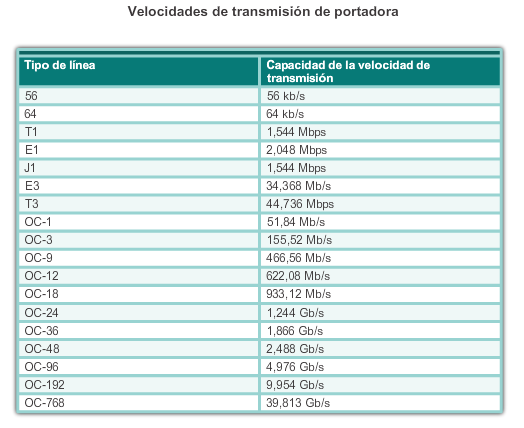 Velocidades de transmisión de portadora
Tipo de línea Capacidad de la velocidad de
transmisión
56 56 kb/s
64 64 kb/s
T1 1,544 Mbps
E1 2,048 Mbps
J1 1,544 Mbps
E3 34,368 Mb/s
T3 44,736 Mbps
OC-1 51,84 Mb/s
OC-3 155,52 Mb/s
OC-9 466,56 Mb/s
OC-12 622,08 Mb/s
OC-18 933,12 Mb/s
OC-24 1,244 Gb/s
OC-36 1,866 Gb/s
OC-48 2,488 Gb/s
OC-96 4,976 Gb/s
OC-192 9,954 Gb/s
OC-768 39,813 Gb/s